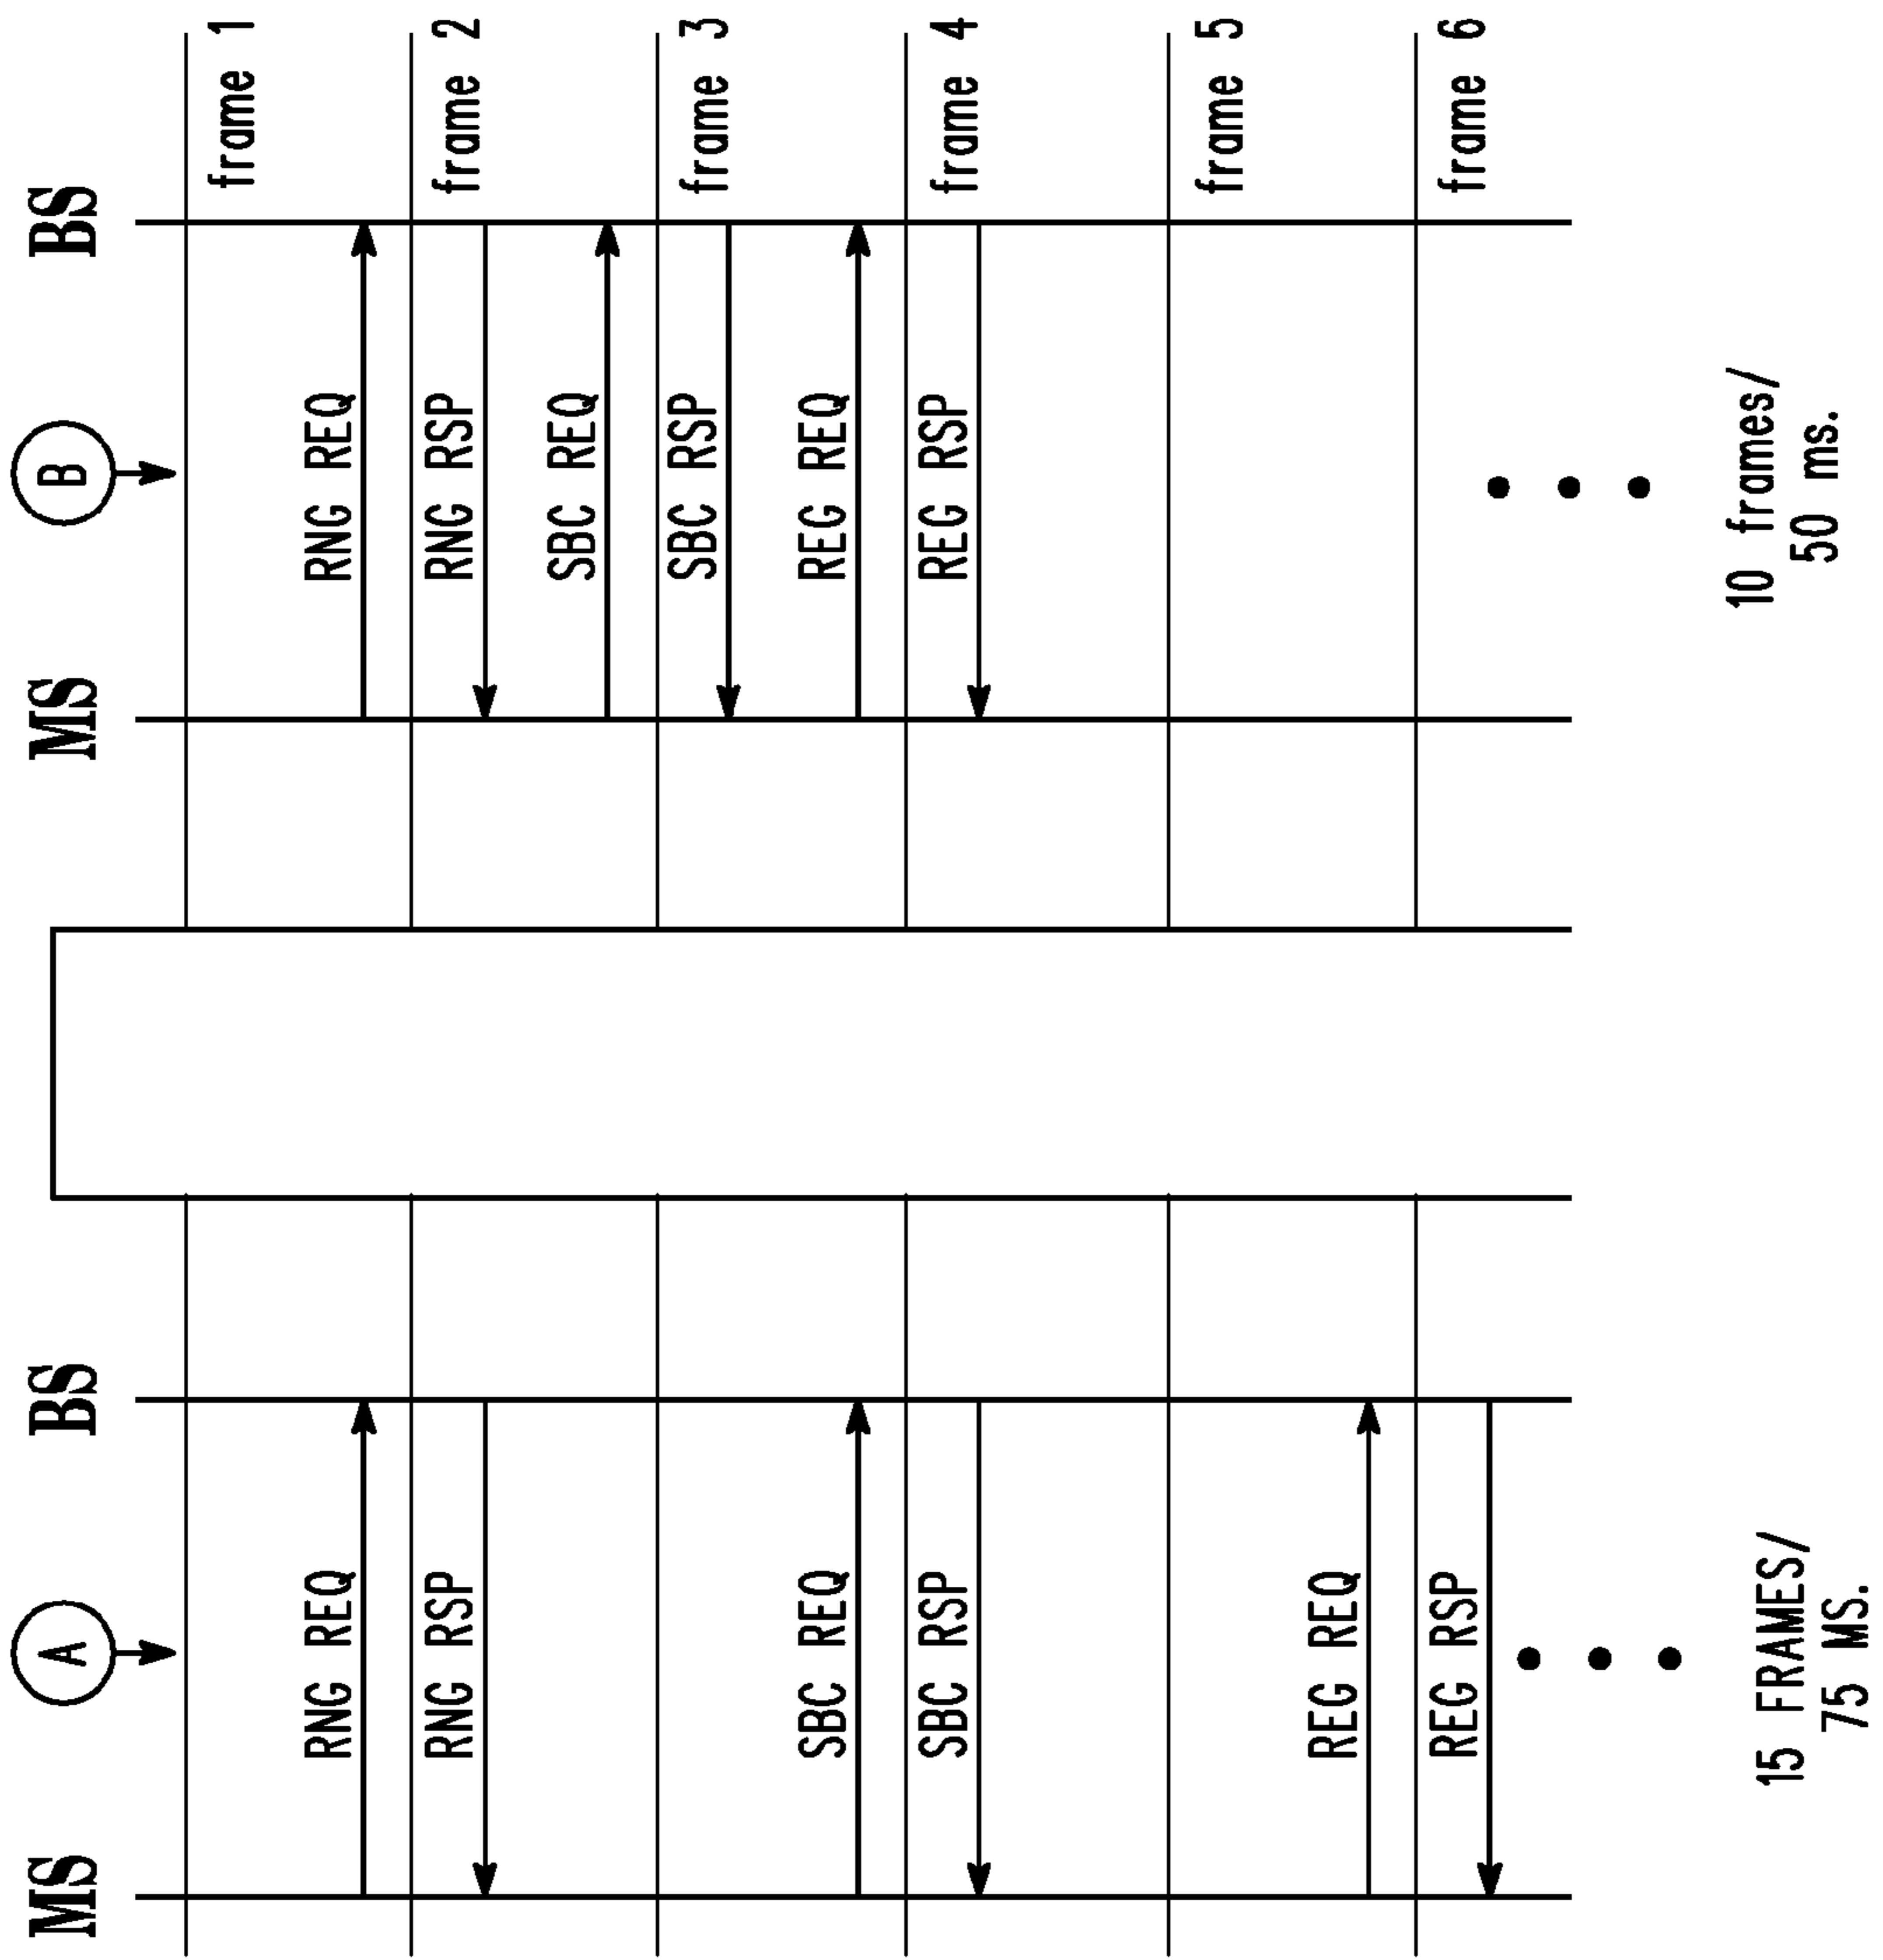 A
MS
BS
RNG REQ
RNG RSP
SBC REQ
SBC RSP
REG REQ
REG RSP
15 FRAMES/
75 MS.
B
MS
BS
RNG REQ
RNG RSP
SBC REQ
SBC RSP
REG REQ
REG RSP
10 frames/
50 ms.
frame 1
frame 2
frame 3
frame 4
frame 5
frame 6